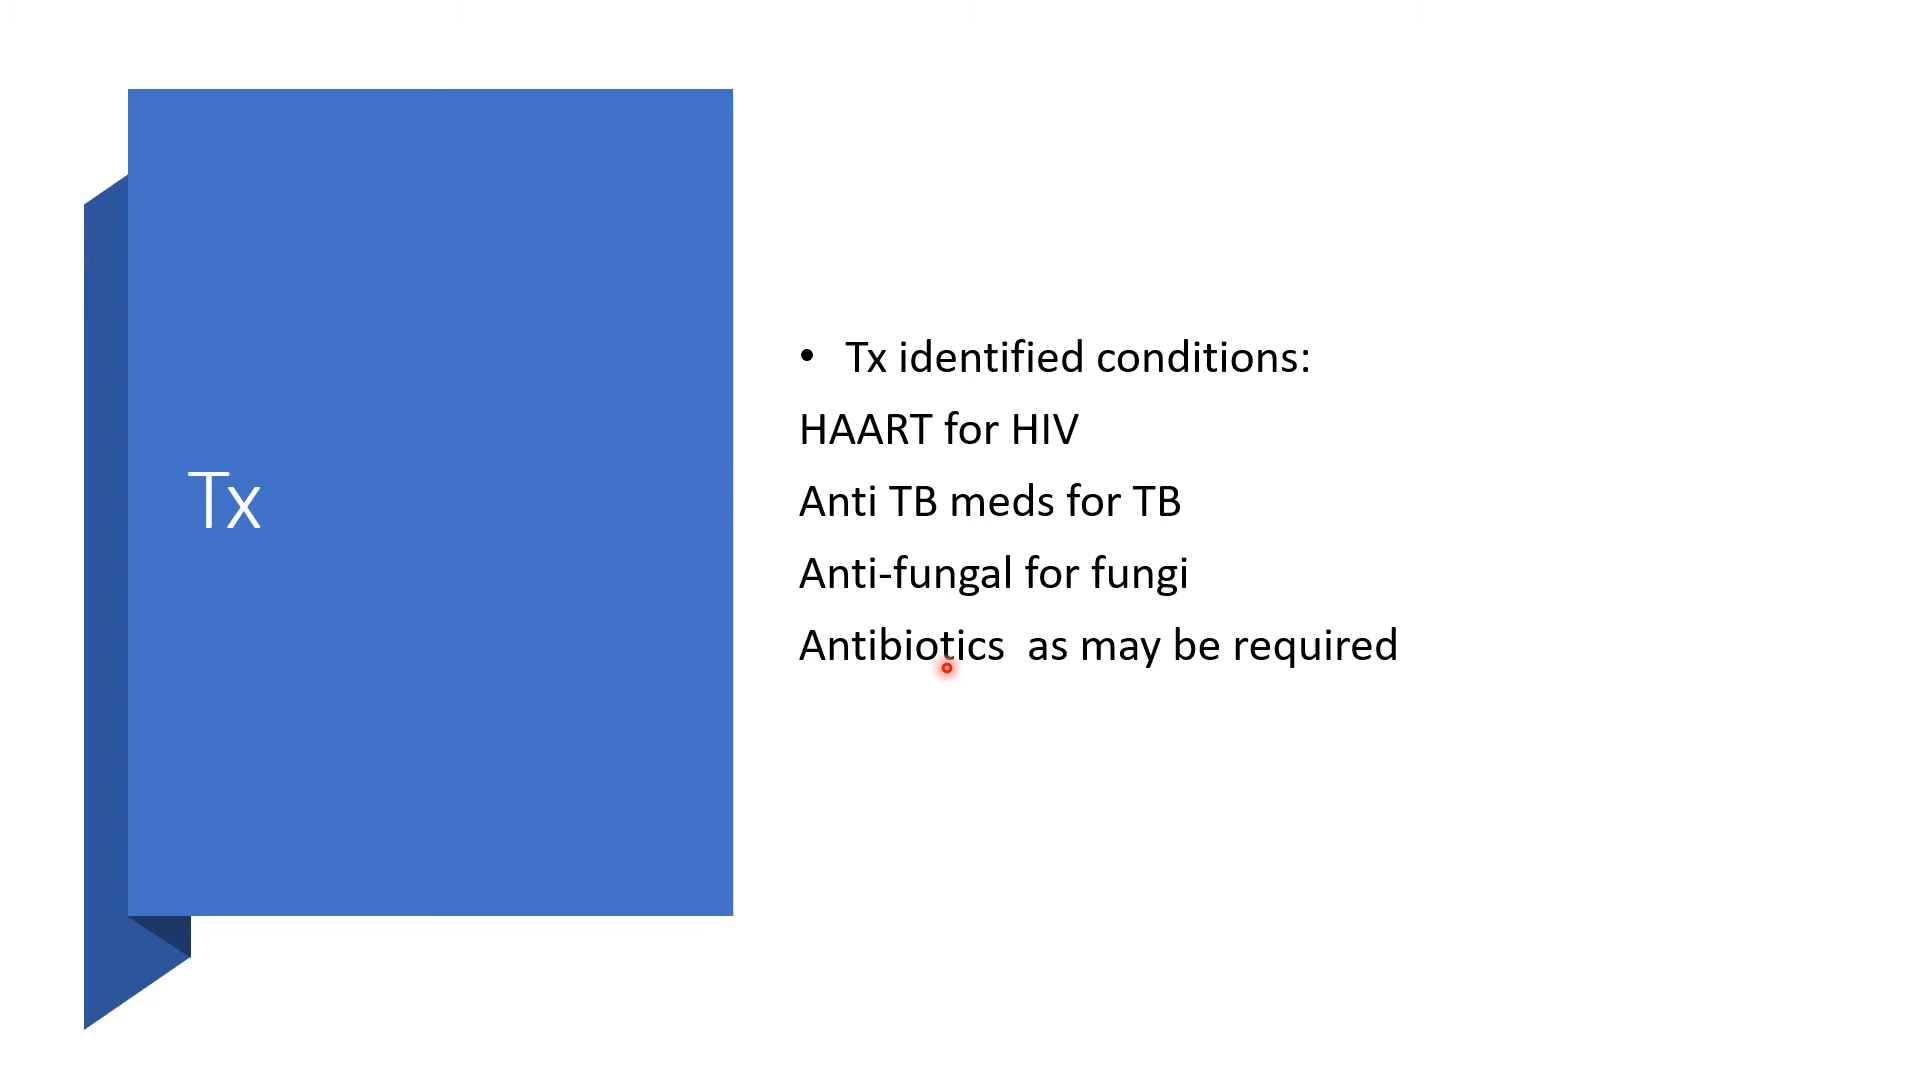 Tx
• Tx identified conditions:
HAART for HIV
Anti TB meds for TB
Anti-fungal for fungi
Antibiotics  as may be required